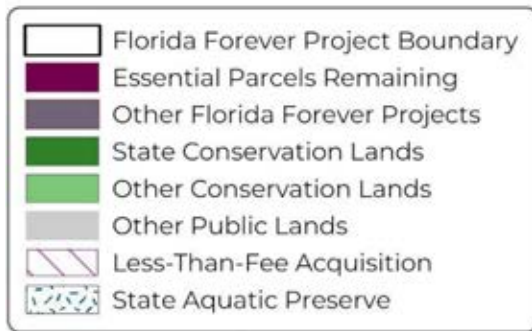 Florida Forever Project Boundary
Essential Parcels Remaining
Other Florida Forever Projects
State Conservation Lands
Other Conservation Lands
Other Public Lands
Less-Than-Fee Acquisition
State Aquatic Preserve